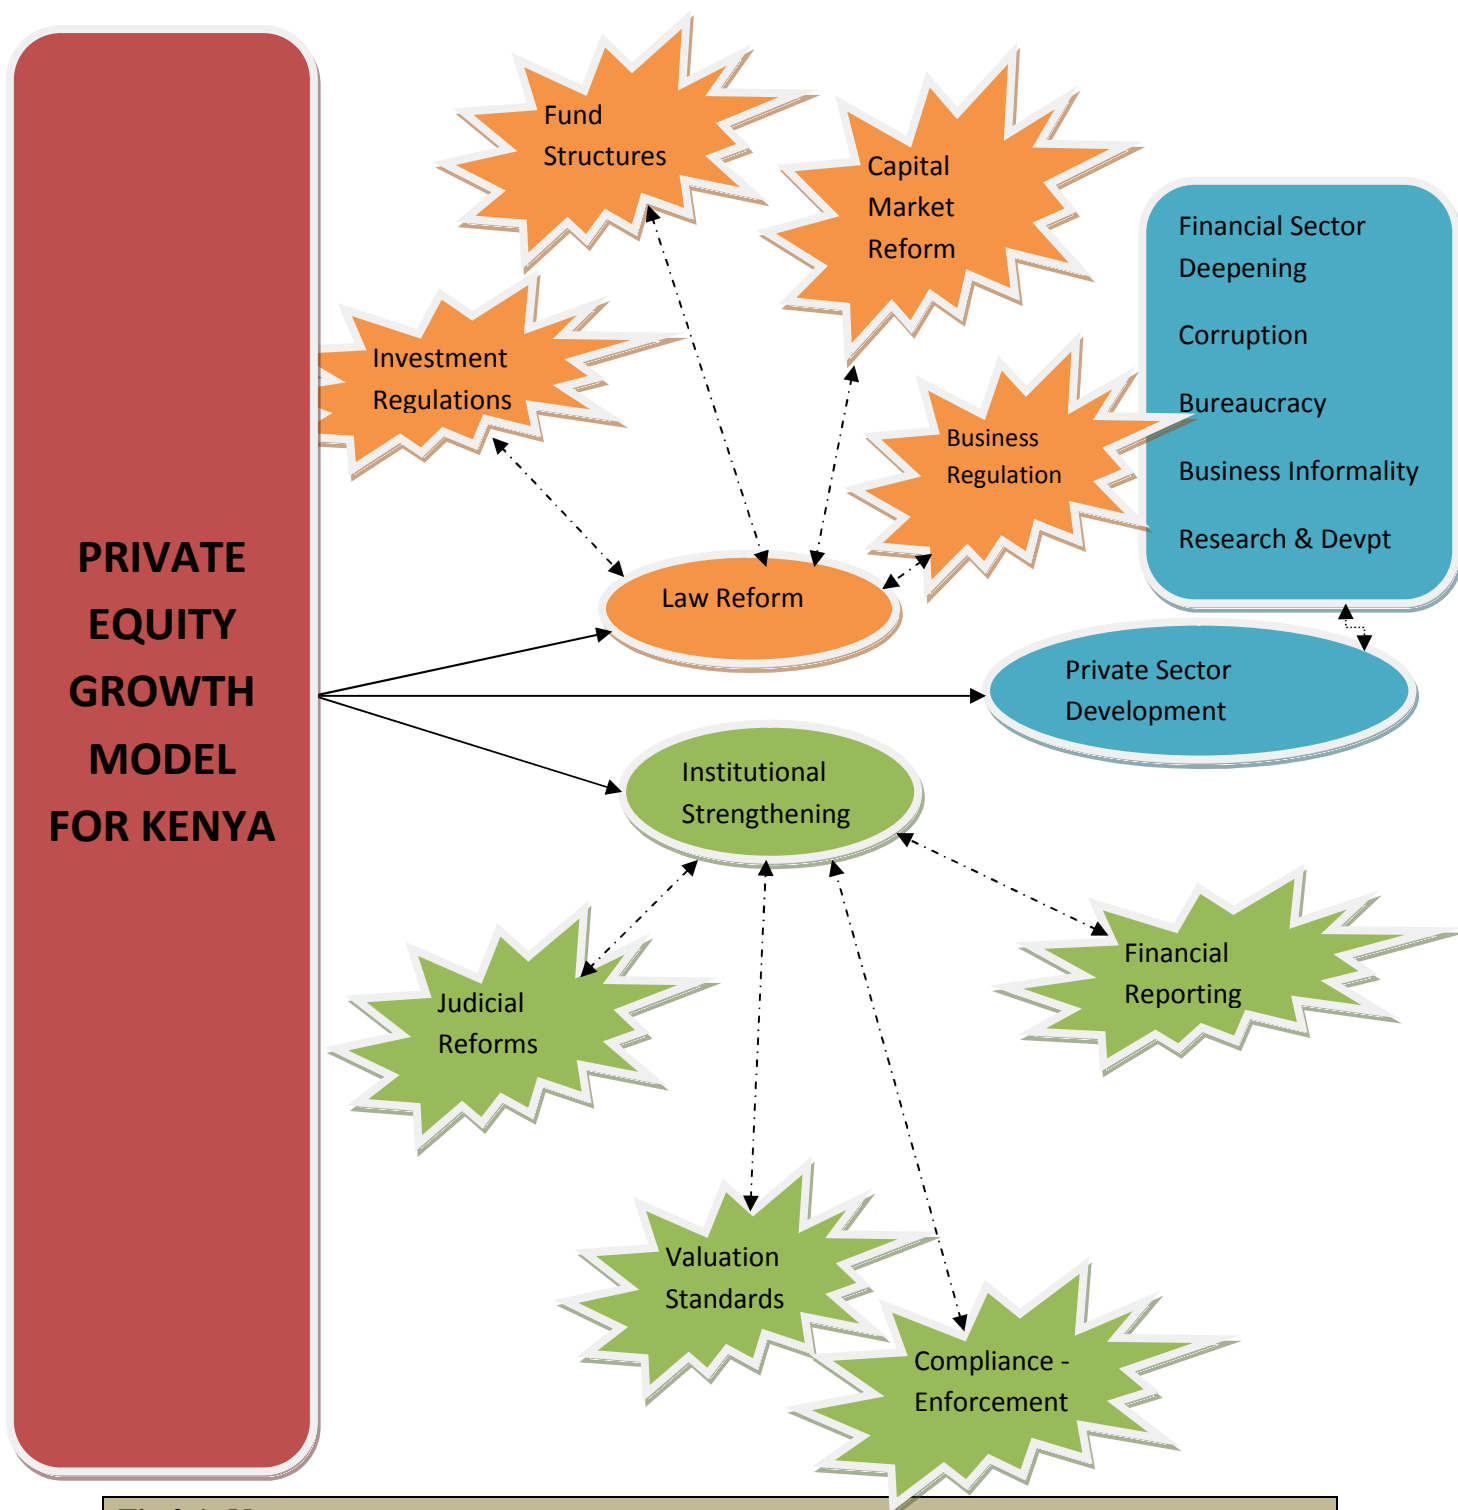 PRIVATE
EQUITY
GROWTH
MODEL
FOR KENYA
Fund
Structures
Capital
Market
Reform
Investment
Regulations
Business
Regulation
Financial Sector
Deepening
Corruption
Bureaucracy
Business Informality
Research & Devpt
Law Reform
Private Sector
Development
Institutional
Strengthening
Judicial
Reforms
Financial
Reporting
Valuation
Standards
Compliance -
Enforcement